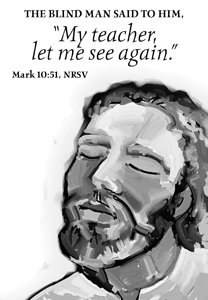 THE BLIND MAN SAID TO HIM,
“My teacher,
let me see again.”
Mark 10:51, NRSV